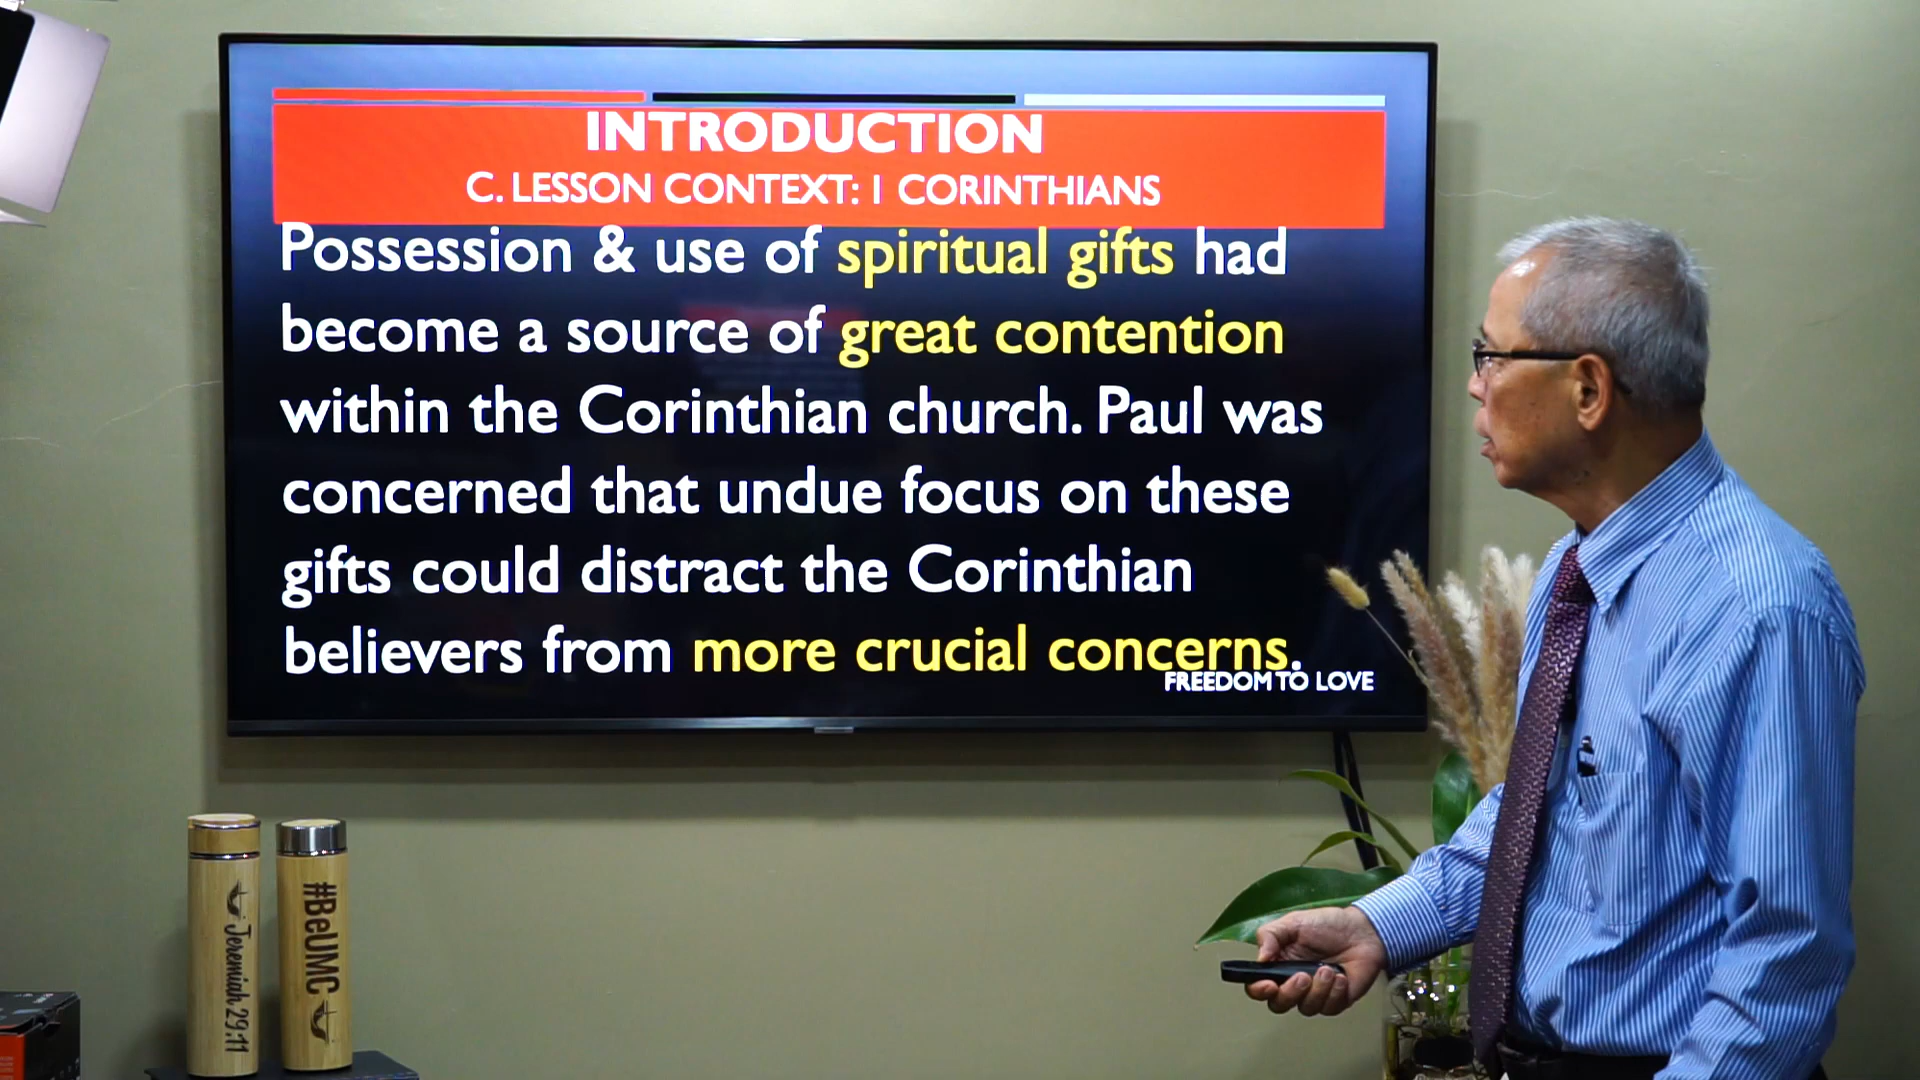 INTRODUCTION
C. LESSON CONTEXT: 1 CORINTHIANS
Possession & use of spiritual gifts had
become a source of great contention
within the Corinthian church. Paul was
concerned that undue focus on these
gifts could distract the Corinthian
believers from more crucial concerns.
FREEDOM TO LOVE
Jeremiah 29:11
#BeUMC